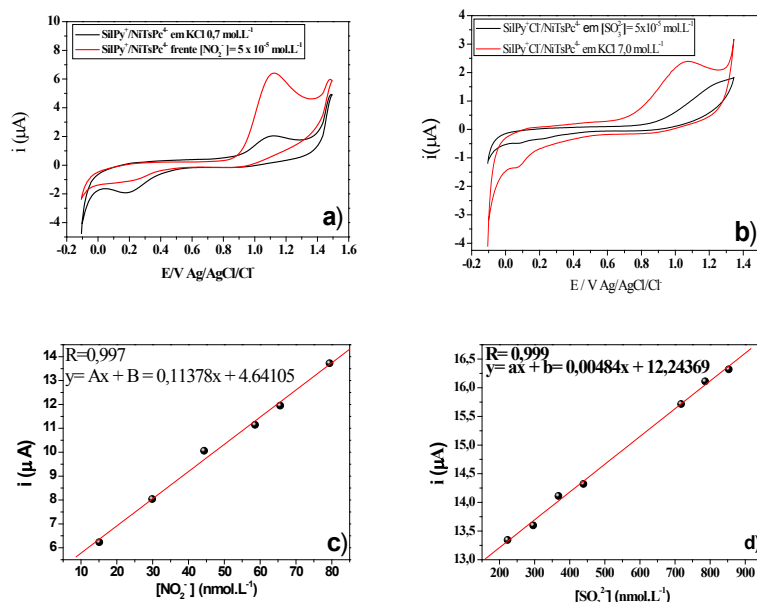 SilPy⁺/NiTsPc⁴⁻ em KCl 0,7 mol.L⁻¹
SilPy⁺/NiTsPc⁴⁻ frente [NO₂⁻]= 5 x 10⁻⁵ mol.L⁻¹
10
8
6
4
2
0
-2
-4
-6
i (μA)
0.0 0.2 0.4 0.6 0.8 1.0 1.2 1.4 1.6
E/V Ag/AgCl/Cl⁻
a)
SilPy⁺Cl⁻/NiTsPc⁴⁻ em [SO₃²⁻]= 5x10⁻⁵ mol.L⁻¹
SilPy⁺Cl⁻/NiTsPc⁴⁻ em KCl 7,0 mol.L⁻¹
4
3
2
1
0
-1
-2
-3
-4
i(μA)
0.0 0.2 0.4 0.6 0.8 1.0 1.2 1.4
E / V Ag/AgCl/Cl⁻
b)
R=0,997
y= Ax + B = 0,11378x + 4.64105
14
13
12
11
10
9
8
7
6
i (μ A)
10 20 30 40 50 60 70 80
[NO₂⁻] (nmol.L⁻¹)
c)
R= 0,999
y= ax + b= 0,00484x + 12,24369
16,5
16,0
15,5
15,0
14,5
14,0
13,5
13,0
i (μA)
200 300 400 500 600 700 800 900
[SO₃²⁻] (nmol.L⁻¹)
d)